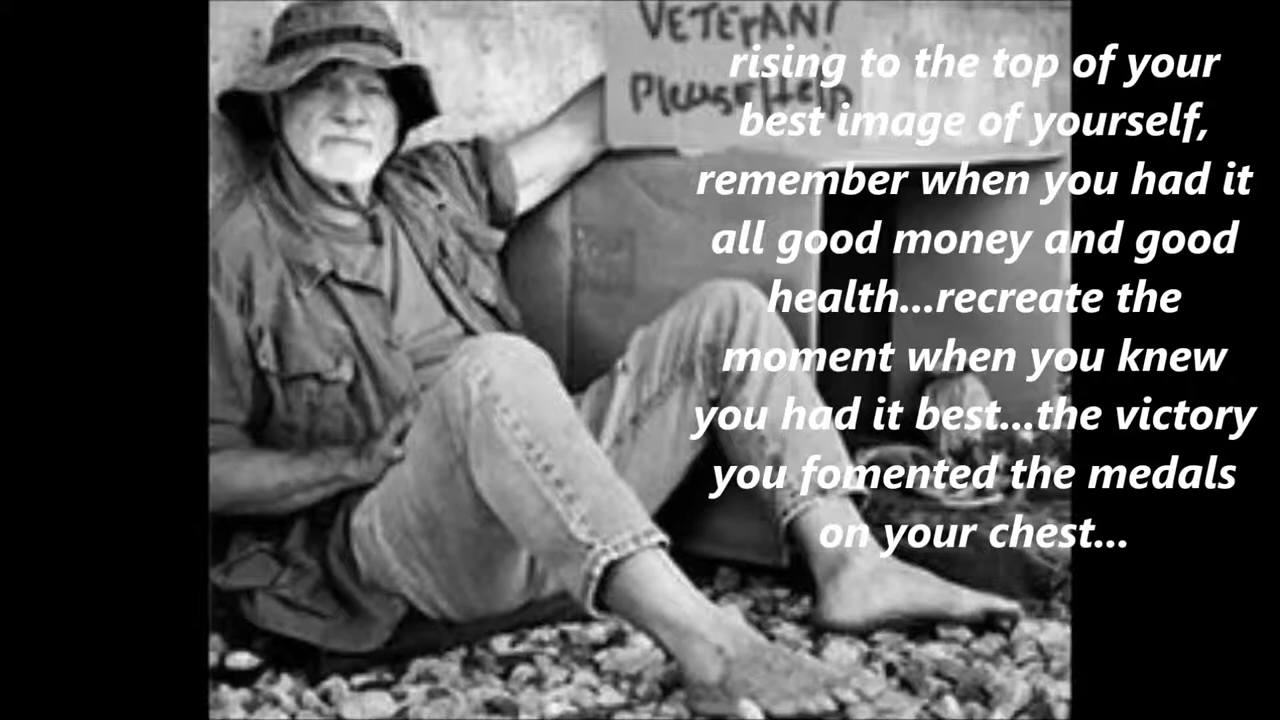 VETErAN!
PleaseHelp
rising to the top of your
best image of yourself,
remember when you had it
all good money and good
health...recreate the
moment when you knew
you had it best...the victory
you fomented the medals
on your chest...